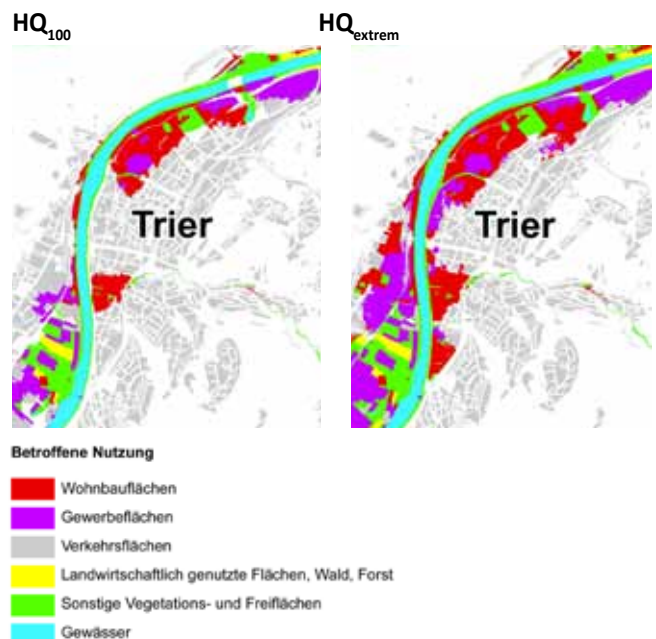 HQ100
HQextrem
Trier
Trier
Betroffene Nutzung
Wohnbauflächen
Gewerbeflächen
Verkehrsflächen
Landwirtschaftlich genutzte Flächen, Wald, Forst
Sonstige Vegetations- und Freiflächen
Gewässer